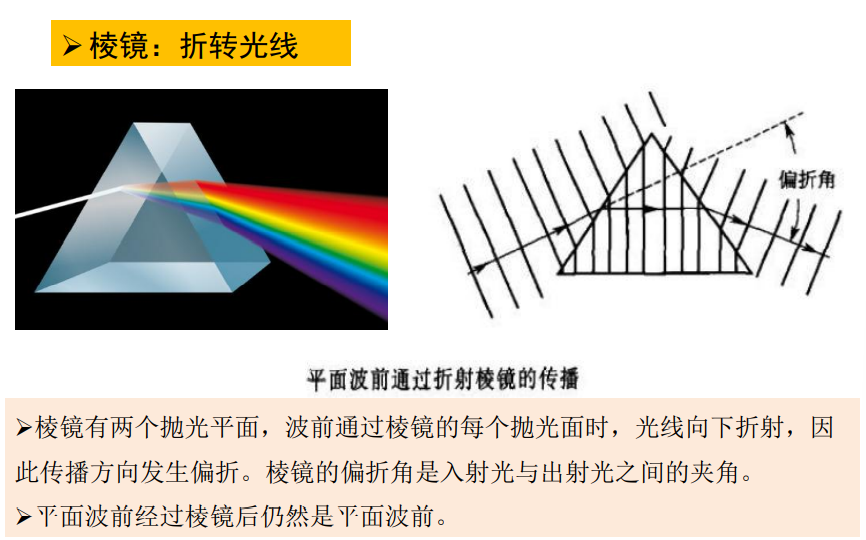 ➢ 棱镜：折转光线
偏折角
平面波前通过折射棱镜的传播
➢棱镜有两个抛光平面，波前通过棱镜的每个抛光面时，光线向下折射，因
此传播方向发生偏折。棱镜的偏折角是入射光与出射光之间的夹角。
➢平面波前经过棱镜后仍然是平面波前。